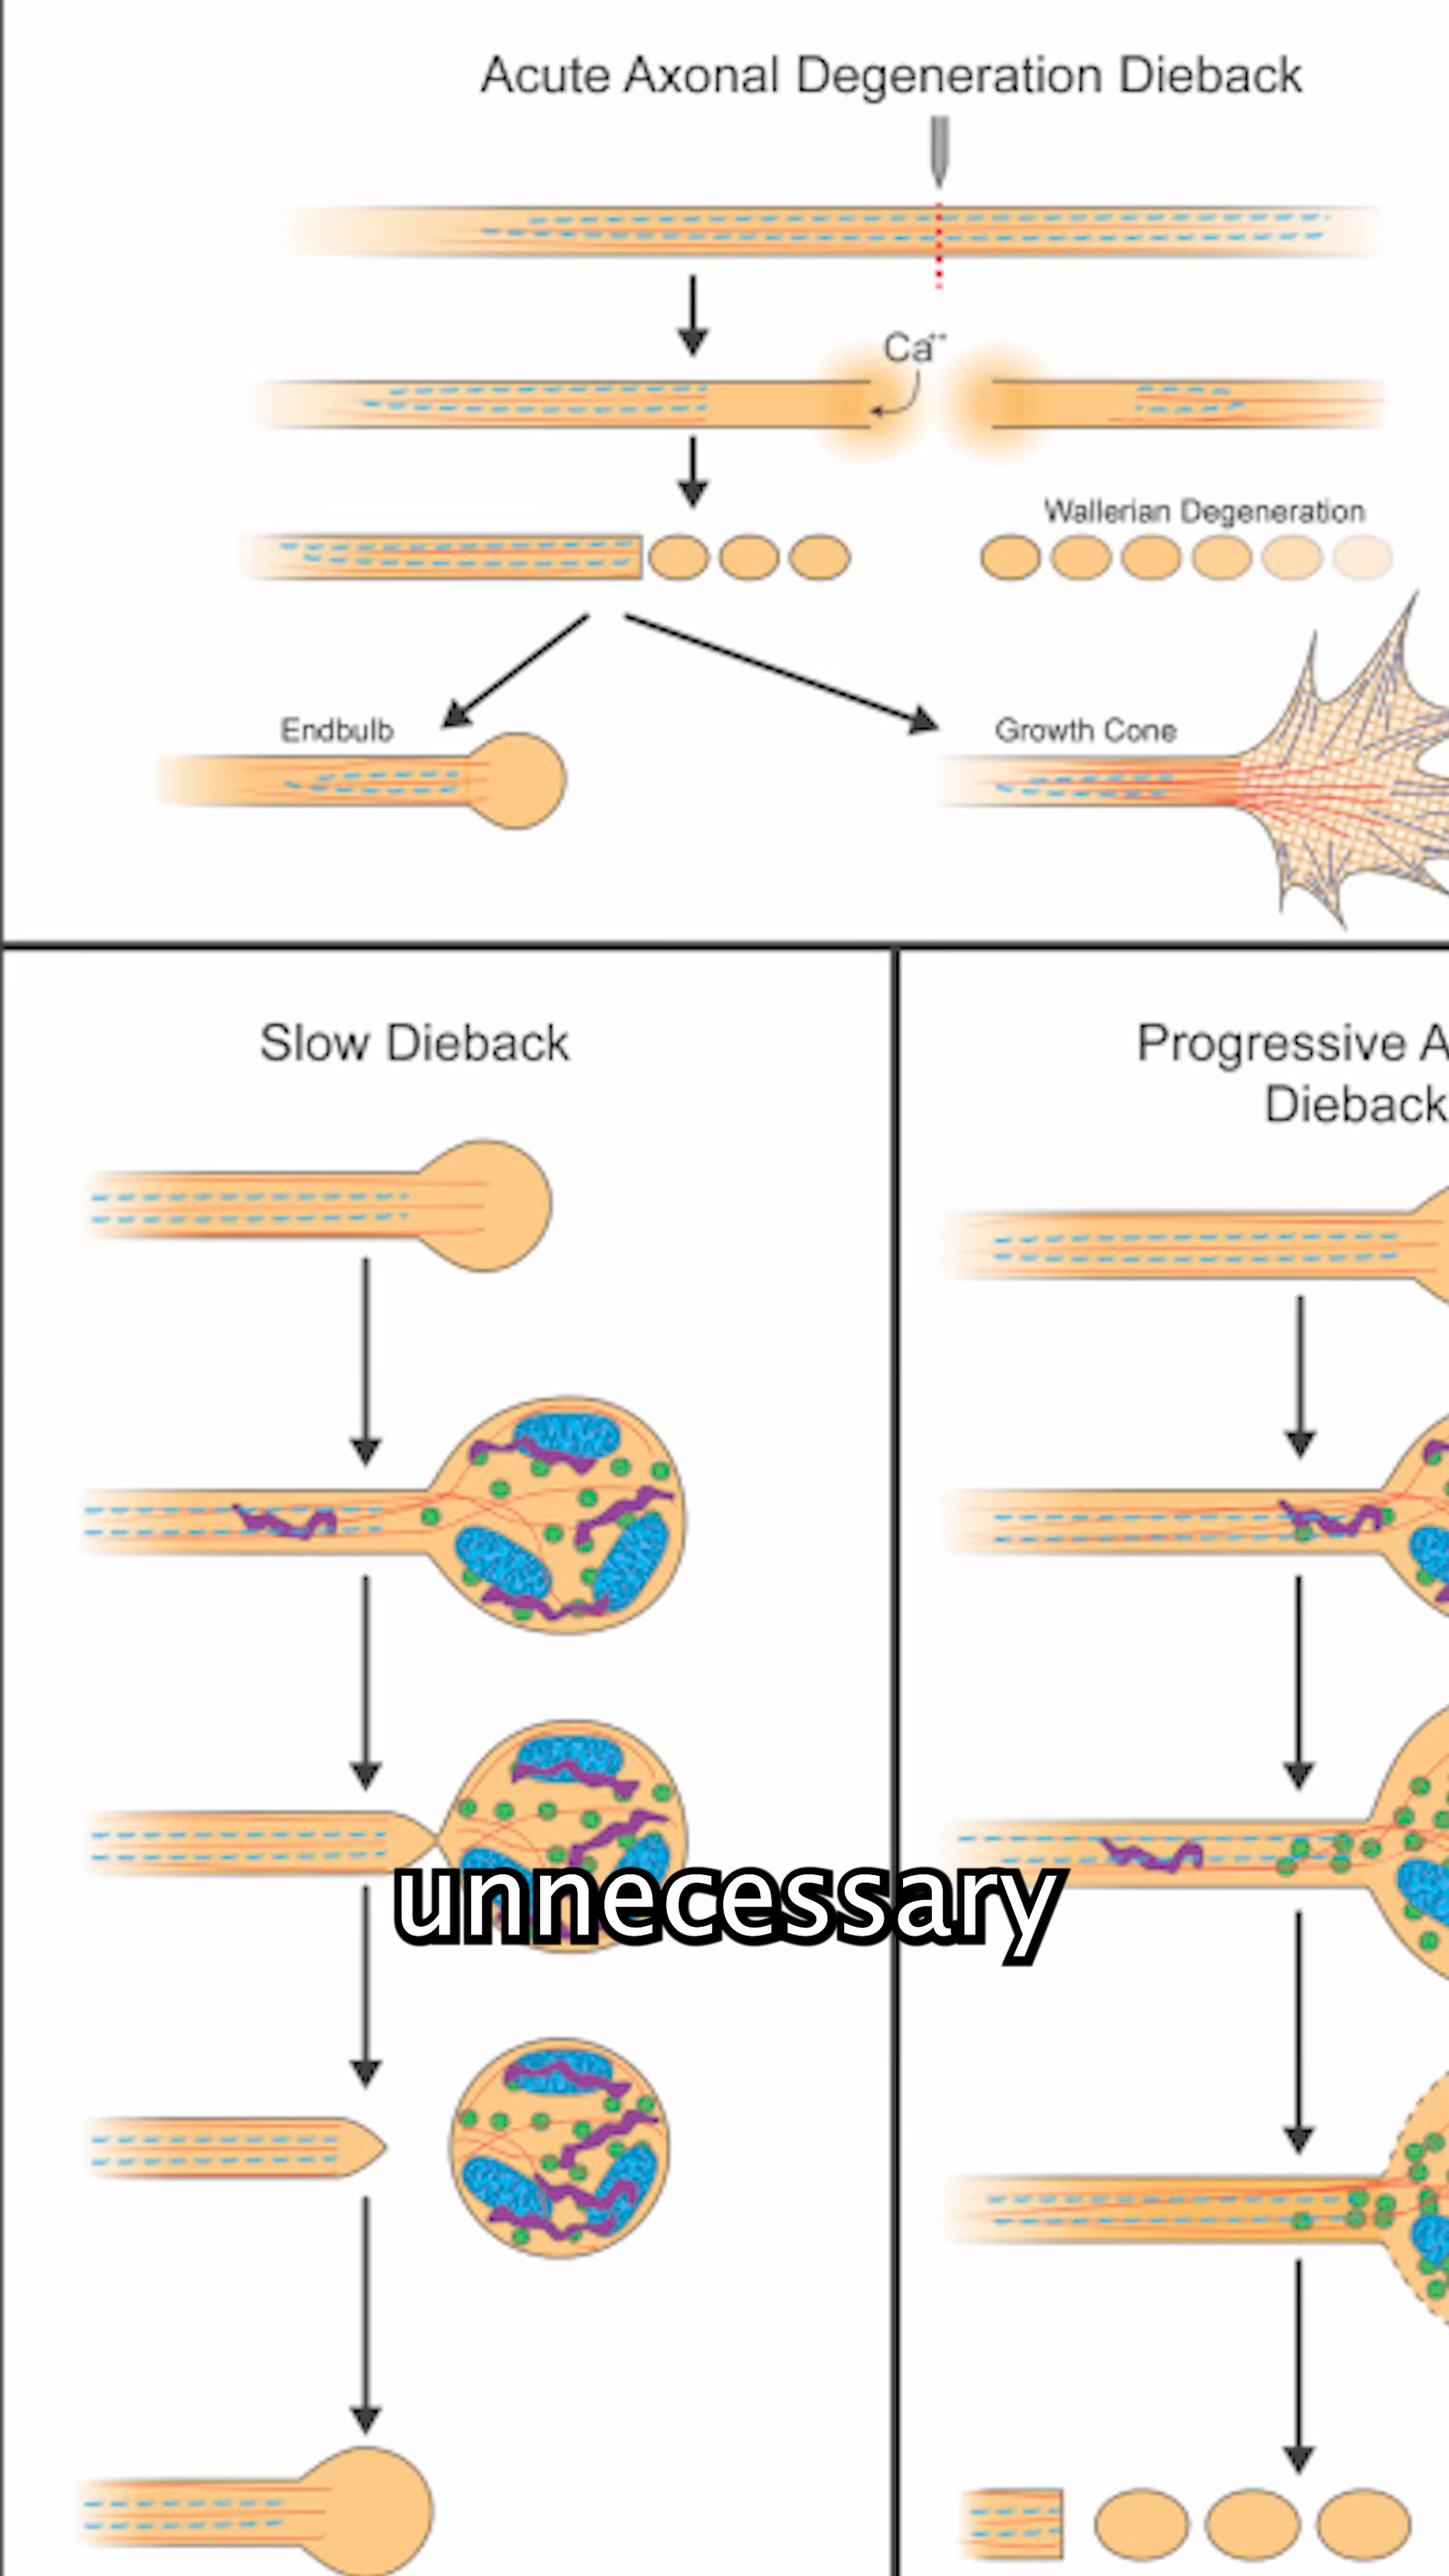 Acute Axonal Degeneration Dieback
Ca++
Wallerian Degeneration
Endbulb
Growth Cone
Slow Dieback
Progressive A
Dieback
unnecessary